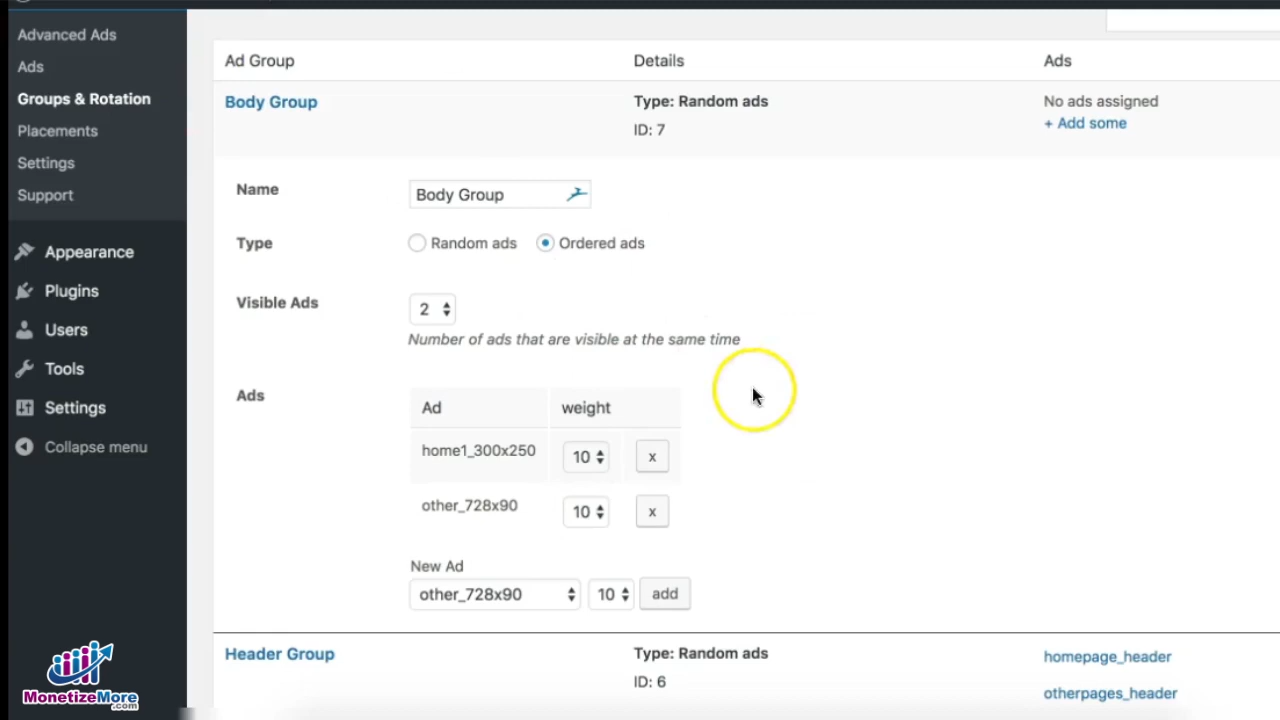 Advanced Ads
Ads
Groups & Rotation
Placements
Settings
Support
Appearance
Plugins
Users
Tools
Settings
Collapse menu
MonetizeMore
.com
Ad Group Details Ads
Body Group Type: Random ads No ads assigned
ID: 7 + Add some
Name Body Group
Type Random ads Ordered ads
Visible Ads 2
Number of ads that are visible at the same time
Ads Ad weight
home1_300x250 10 x
other_728x90 10 x
New Ad
other_728x90 10 add
Header Group Type: Random ads homepage_header
ID: 6 otherpages_header